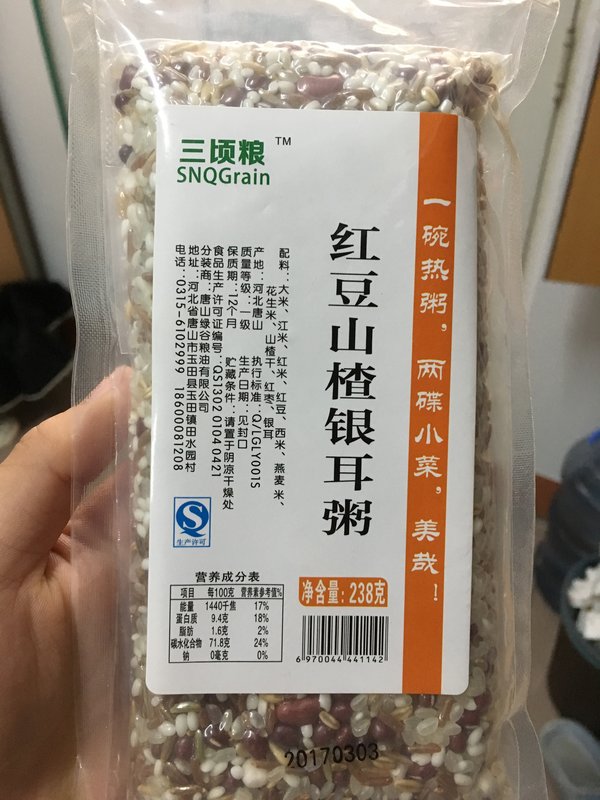 三顷粮 TM
SNQGrain
一碗热粥，两碟小菜，美哉！
红豆山楂银耳粥
配料：大米、江米、红米、红豆、西米、燕麦米、
花生米、山楂干、红枣、银耳
产地：河北唐山 执行标准：Q/LGLY001S
质量等级：一级 生产日期：见封口
保质期：12个月 贮藏条件：请置于阴凉干燥处
食品生产许可证编号：QS1302 0104 0421
分装商：唐山绿谷粮油有限公司
地址：河北省唐山市玉田县玉田镇田水园村
电话：0315-6102999 18600081208
QS
生产许可
营养成分表
项目 每100克 营养素参考值%
能量 1440千焦 17%
蛋白质 9.4克 18%
脂肪 1.6克 2%
碳水化合物 71.8克 24%
钠 0毫克 0%
净含量：238克
6970044441142
20170303